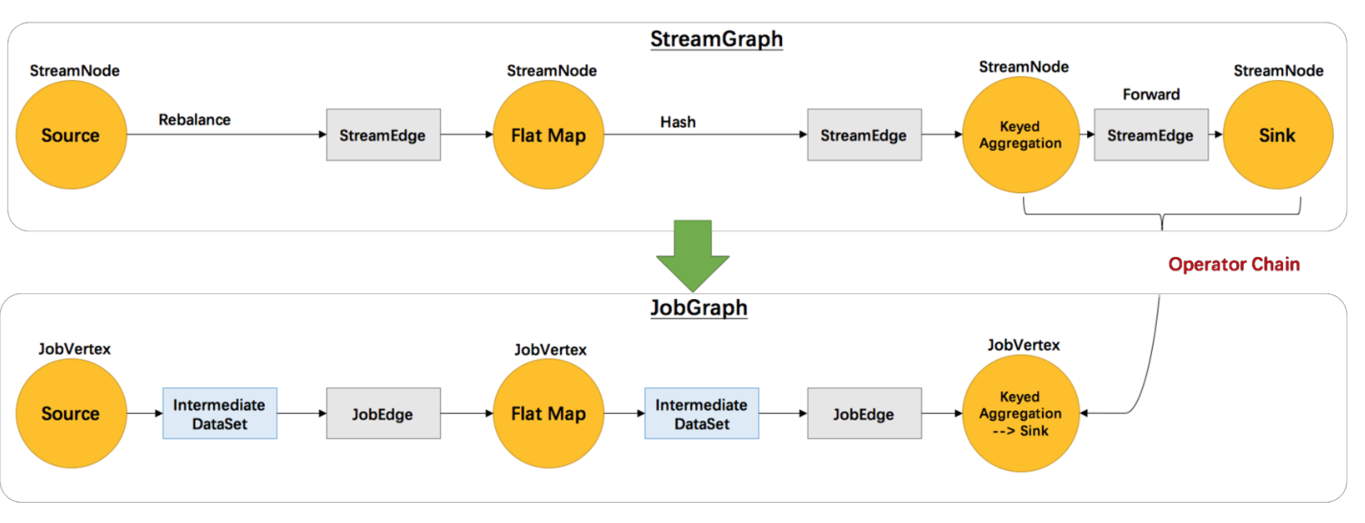 StreamGraph
StreamNode
StreamNode
StreamNode
StreamNode
Source
Rebalance
StreamEdge
Flat Map
Hash
StreamEdge
Keyed
Aggregation
Forward
StreamEdge
Sink
Operator Chain
JobGraph
JobVertex
JobVertex
JobVertex
Source
Intermediate
DataSet
JobEdge
Flat Map
Intermediate
DataSet
JobEdge
Keyed
Aggregation
--> Sink